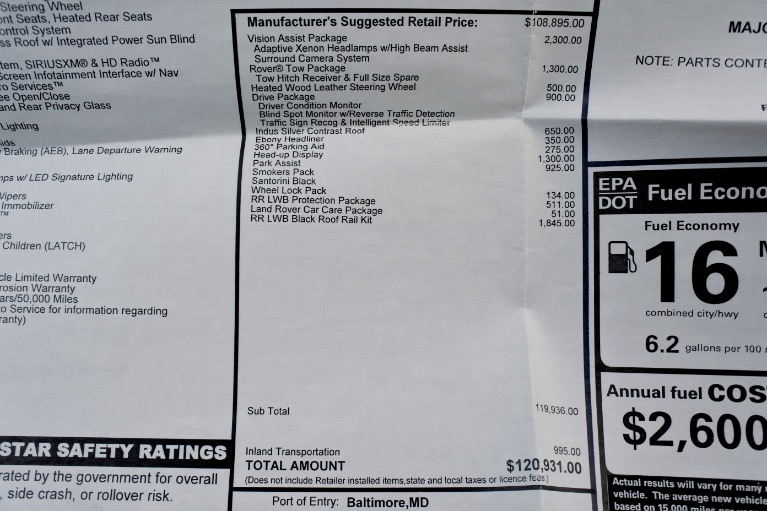 Steering Wheel
ont Seats, Heated Rear Seats
ontrol System
ss Roof w/ Integrated Power Sun Blind
tem, SIRIUSXM® & HD Radio™
Screen Infotainment Interface w/ Nav
ro Services™
ee Open/Close
and Rear Privacy Glass
Lighting
Aids
Braking (AEB), Lane Departure Warning
mps w/ LED Signature Lighting
Wipers
Immobilizer
™
ers
Children (LATCH)
cle Limited Warranty
rosion Warranty
ars/50,000 Miles
o Service for information regarding
ranty)
STAR SAFETY RATINGS
rated by the government for overall
, side crash, or rollover risk.
Manufacturer's Suggested Retail Price: $108,895.00
Vision Assist Package 2,300.00
Adaptive Xenon Headlamps w/High Beam Assist
Surround Camera System
Rover® Tow Package 1,300.00
Tow Hitch Receiver & Full Size Spare
Heated Wood Leather Steering Wheel 500.00
Drive Package 900.00
Driver Condition Monitor
Blind Spot Monitor w/Reverse Traffic Detection
Traffic Sign Recog & Intelligent Speed Limiter
Indus Silver Contrast Roof 650.00
Ebony Headliner 350.00
360° Parking Aid 275.00
Head-up Display 1,300.00
Park Assist 925.00
Smokers Pack
Santorini Black
Wheel Lock Pack 134.00
RR LWB Protection Package 511.00
Land Rover Car Care Package 51.00
RR LWB Black Roof Rail Kit 1,845.00
Sub Total 119,936.00
Inland Transportation 995.00
TOTAL AMOUNT $120,931.00
(Does not Include Retailer installed items,state and local taxes or licence fees)
Port of Entry: Baltimore,MD
MAJO
NOTE: PARTS CONTE
F
EPA
DOT
Fuel Econo
Fuel Economy
16
combined city/hwy
6.2 gallons per 100
Annual fuel COS
$2,600
Actual results will vary for many
vehicle. The average new vehicle
based on 15,000 miles per